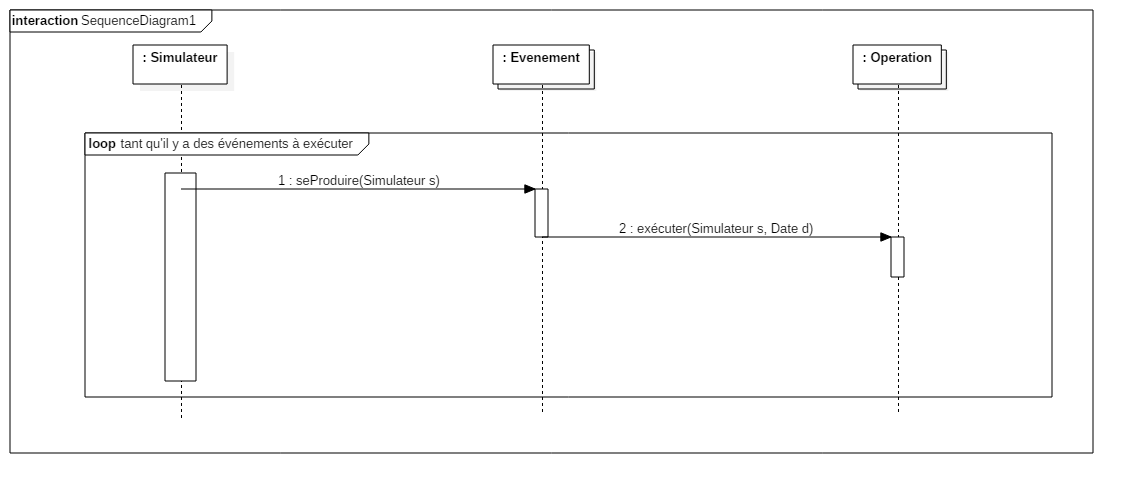 interaction SequenceDiagram1
: Simulateur
: Evenement
: Operation
loop tant qu'il y a des événements à exécuter
1 : seProduire(Simulateur s)
2 : exécuter(Simulateur s, Date d)